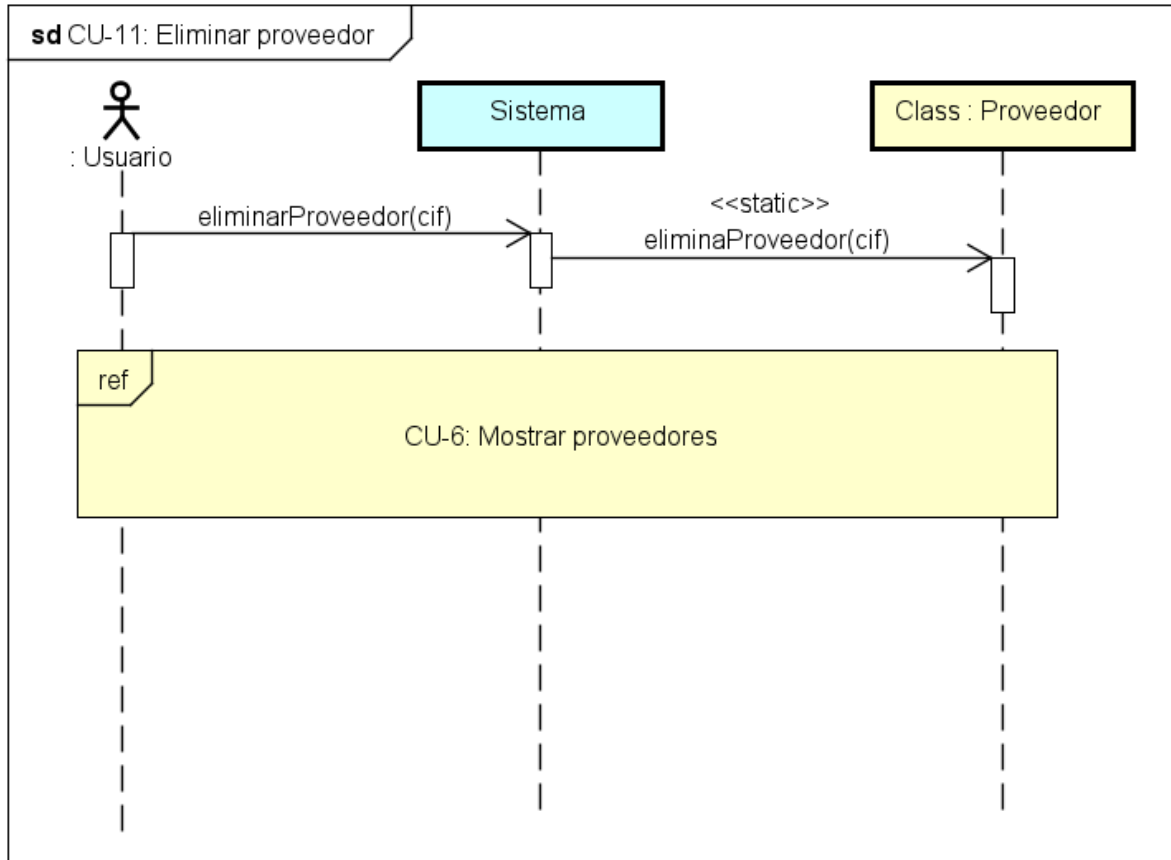 sd CU-11: Eliminar proveedor
: Usuario
Sistema
Class : Proveedor
eliminarProveedor(cif)
<<static>>
eliminaProveedor(cif)
ref
CU-6: Mostrar proveedores